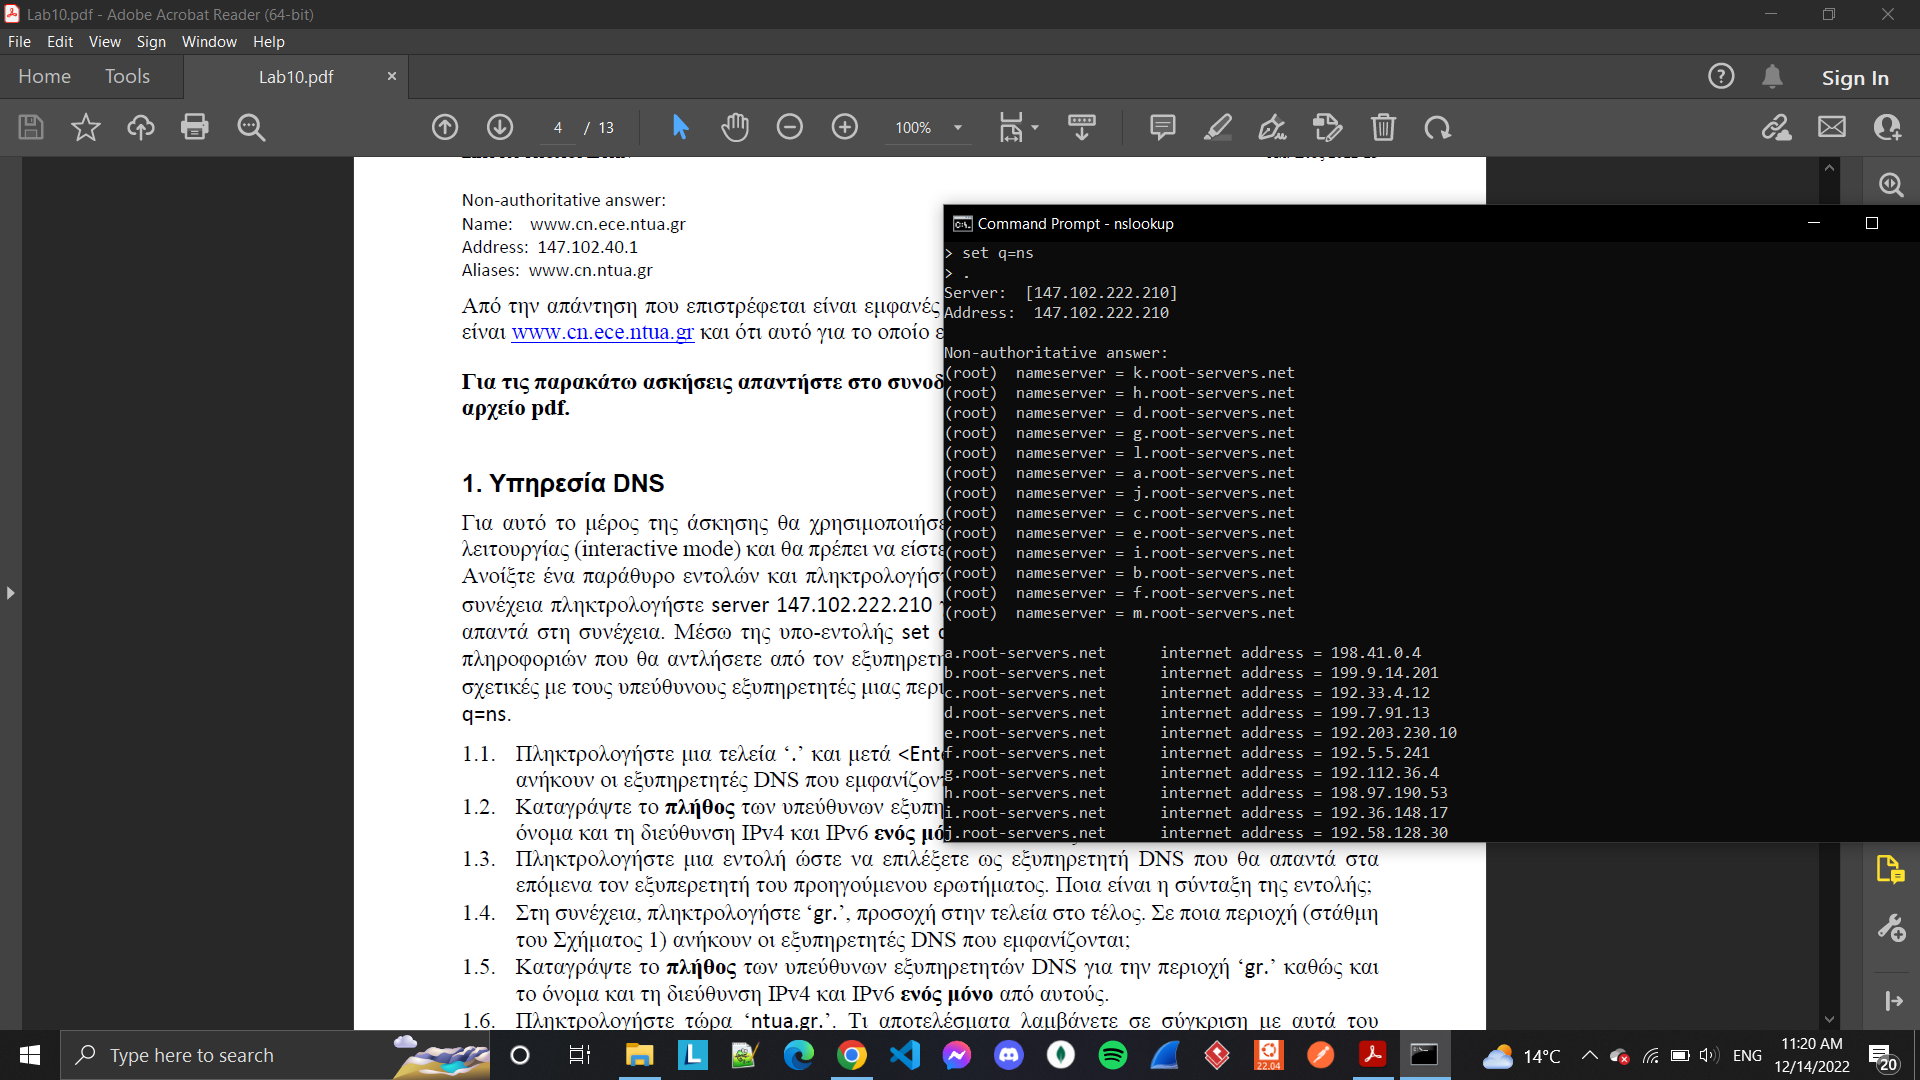 Lab10.pdf - Adobe Acrobat Reader (64-bit)
File Edit View Sign Window Help
Home Tools Lab10.pdf
Sign In
4 / 13
100%
Non-authoritative answer:
Name: www.cn.ece.ntua.gr
Address: 147.102.40.1
Aliases: www.cn.ntua.gr
Από την απάντηση που επιστρέφεται είναι εμφανές
είναι www.cn.ece.ntua.gr και ότι αυτό για το οποίο ε
Για τις παρακάτω ασκήσεις απαντήστε στο συνοδ
αρχείο pdf.
1. Υπηρεσία DNS
Για αυτό το μέρος της άσκησης θα χρησιμοποιήσε
λειτουργίας (interactive mode) και θα πρέπει να είστε
Ανοίξτε ένα παράθυρο εντολών και πληκτρολογήστ
συνέχεια πληκτρολογήστε server 147.102.222.210
απαντά στη συνέχεια. Μέσω της υπο-εντολής set q
πληροφοριών που θα αντλήσετε από τον εξυπηρετη
σχετικές με τους υπεύθυνους εξυπηρετητές μιας περι
q=ns.
1.1. Πληκτρολογήστε μια τελεία ‘.’ και μετά <Ent
ανήκουν οι εξυπηρετητές DNS που εμφανίζοντ
1.2. Καταγράψτε το πλήθος των υπεύθυνων εξυπη
όνομα και τη διεύθυνση IPv4 και IPv6 ενός μό
1.3. Πληκτρολογήστε μια εντολή ώστε να επιλέξετε ως εξυπηρετητή DNS που θα απαντά στα
επόμενα τον εξυπερετητή του προηγούμενου ερωτήματος. Ποια είναι η σύνταξη της εντολής;
1.4. Στη συνέχεια, πληκτρολογήστε ‘gr.’, προσοχή στην τελεία στο τέλος. Σε ποια περιοχή (στάθμη
του Σχήματος 1) ανήκουν οι εξυπηρετητές DNS που εμφανίζονται;
1.5. Καταγράψτε το πλήθος των υπεύθυνων εξυπηρετητών DNS για την περιοχή ‘gr.’ καθώς και
το όνομα και τη διεύθυνση IPv4 και IPv6 ενός μόνο από αυτούς.
1.6. Πληκτρολογήστε τώρα ‘ntua.gr.’. Τι αποτελέσματα λαμβάνετε σε σύγκριση με αυτά του
Command Prompt - nslookup
> set q=ns
> .
Server: [147.102.222.210]
Address: 147.102.222.210
Non-authoritative answer:
(root) nameserver = k.root-servers.net
(root) nameserver = h.root-servers.net
(root) nameserver = d.root-servers.net
(root) nameserver = g.root-servers.net
(root) nameserver = l.root-servers.net
(root) nameserver = a.root-servers.net
(root) nameserver = j.root-servers.net
(root) nameserver = c.root-servers.net
(root) nameserver = e.root-servers.net
(root) nameserver = i.root-servers.net
(root) nameserver = b.root-servers.net
(root) nameserver = f.root-servers.net
(root) nameserver = m.root-servers.net
a.root-servers.net internet address = 198.41.0.4
b.root-servers.net internet address = 199.9.14.201
c.root-servers.net internet address = 192.33.4.12
d.root-servers.net internet address = 199.7.91.13
e.root-servers.net internet address = 192.203.230.10
f.root-servers.net internet address = 192.5.5.241
g.root-servers.net internet address = 192.112.36.4
h.root-servers.net internet address = 198.97.190.53
i.root-servers.net internet address = 192.36.148.17
j.root-servers.net internet address = 192.58.128.30
Type here to search
22.04
14°C
ENG
11:20 AM
12/14/2022
20